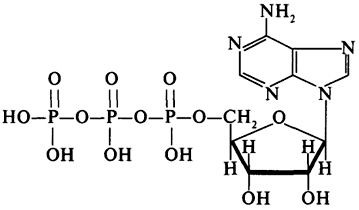 NH2
N N
N N
O O O
HO-P-O-P-O-P-O-CH2 O
OH OH OH H H H H
OH OH